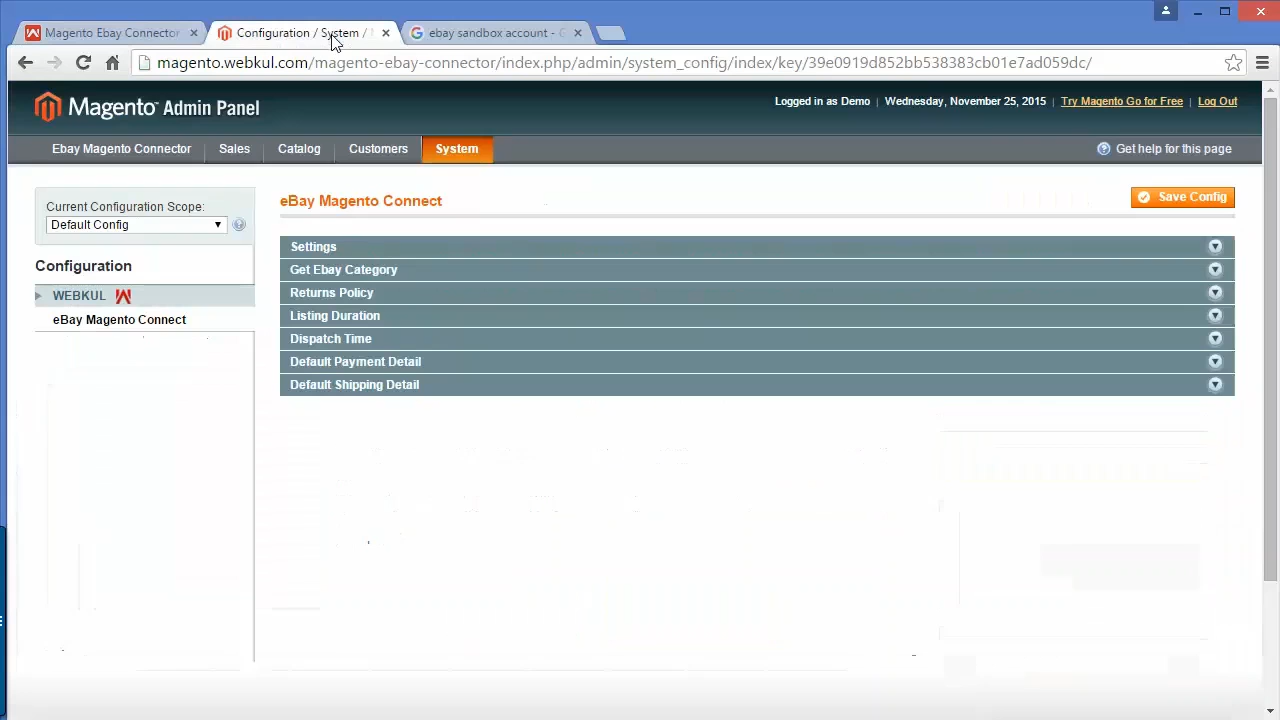 Magento Ebay Connector
Configuration / System /
ebay sandbox account -
magento.webkul.com/magento-ebay-connector/index.php/admin/system_config/index/key/39e0919d852bb538383cb01e7ad059dc/
Magento Admin Panel
Logged in as Demo | Wednesday, November 25, 2015 | Try Magento Go for Free | Log Out
Ebay Magento Connector
Sales
Catalog
Customers
System
Get help for this page
Current Configuration Scope:
Default Config
Configuration
WEBKUL
eBay Magento Connect
eBay Magento Connect
Save Config
Settings
Get Ebay Category
Returns Policy
Listing Duration
Dispatch Time
Default Payment Detail
Default Shipping Detail